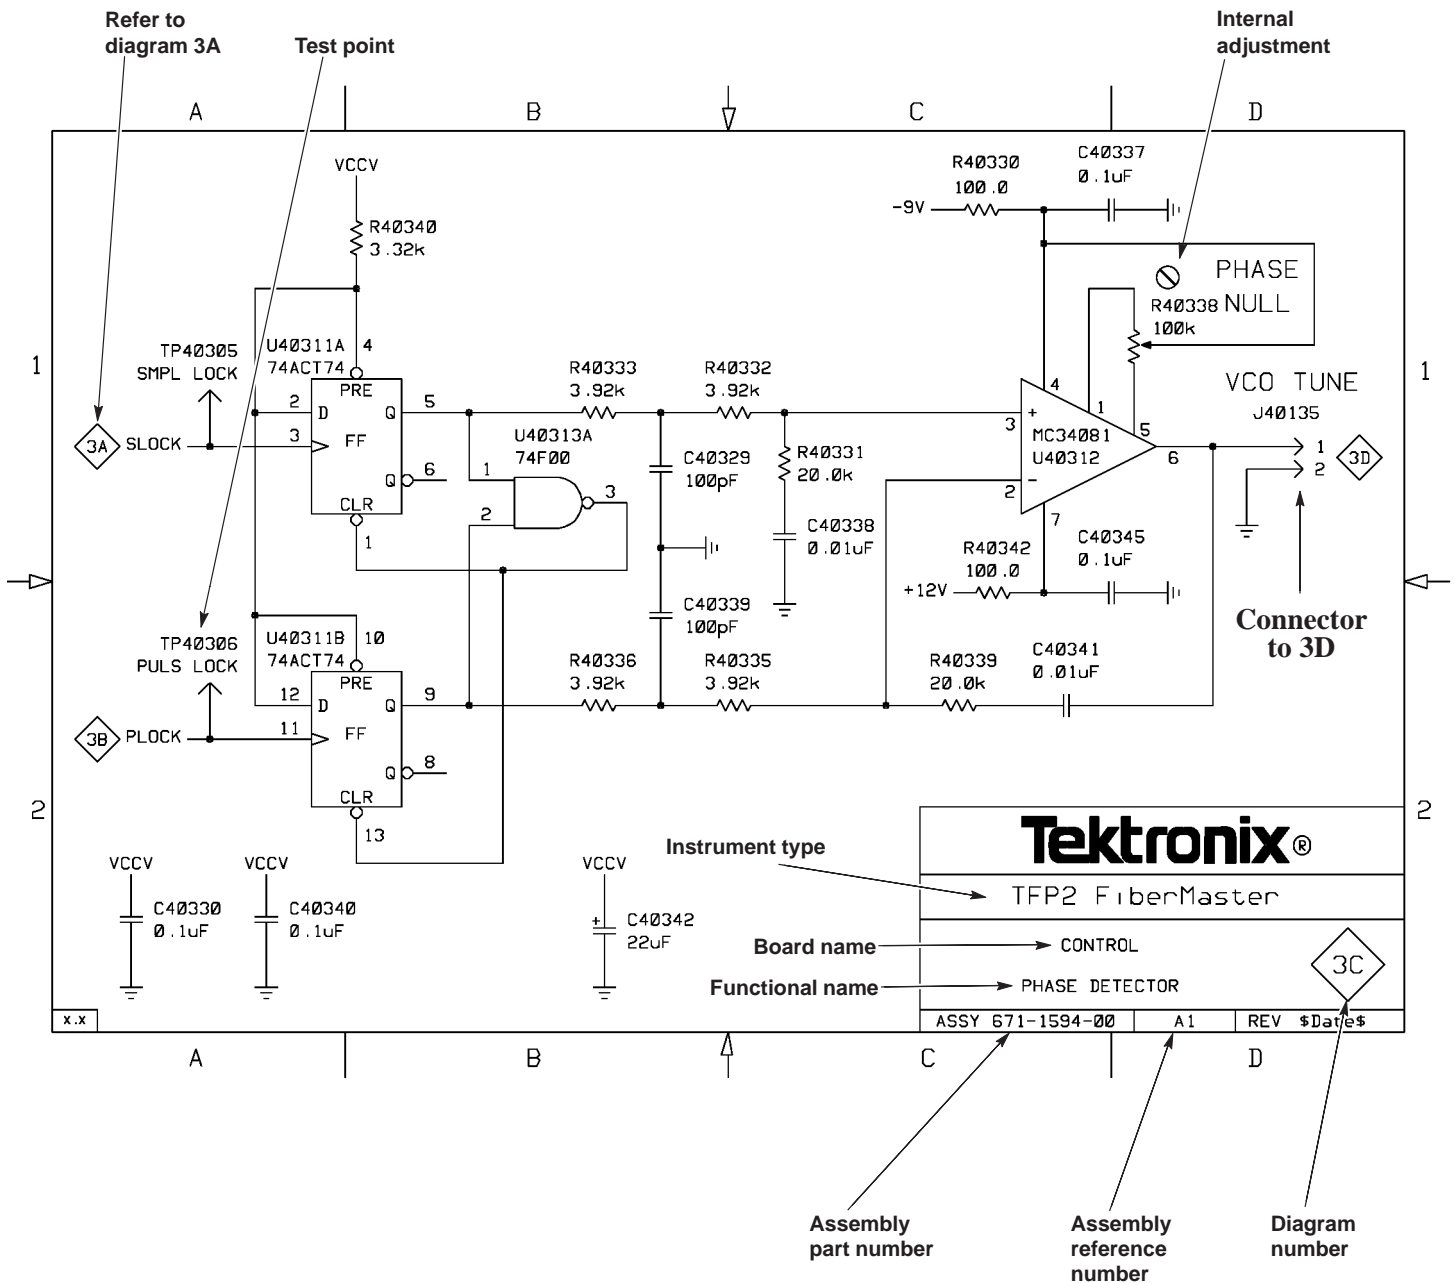 Refer to
diagram 3A
Test point
Internal
adjustment
A
B
C
D
VCCV
R40340
3.32k
R40330
100.0
C40337
0.1uF
-9V
PHASE
NULL
R40338
100k
1
TP40305
SMPL LOCK
U40311A
74ACT74
4
PRE
2
D
Q
5
3A
SLOCK
3
FF
Q
6
CLR
1
R40333
3.92k
R40332
3.92k
U40313A
74F00
1
2
3
C40329
100pF
R40331
20.0k
C40338
0.01uF
4
+
3
MC34081
U40312
-
2
1
5
6
7
VCO TUNE
J40135
1
2
3D
1
R40342
100.0
C40345
0.1uF
+12V
Connector
to 3D
TP40306
PULS LOCK
U40311B
74ACT74
10
PRE
12
D
Q
9
3B
PLOCK
11
FF
Q
8
CLR
13
C40339
100pF
R40336
3.92k
R40335
3.92k
R40339
20.0k
C40341
0.01uF
2
2
VCCV
C40330
0.1uF
VCCV
C40340
0.1uF
VCCV
+
C40342
22uF
Instrument type
Tektronix®
TFP2 FiberMaster
Board name
CONTROL
Functional name
PHASE DETECTOR
3C
x.x
ASSY 671-1594-00
A1
REV $Date$
A
B
C
D
Assembly
part number
Assembly
reference
number
Diagram
number